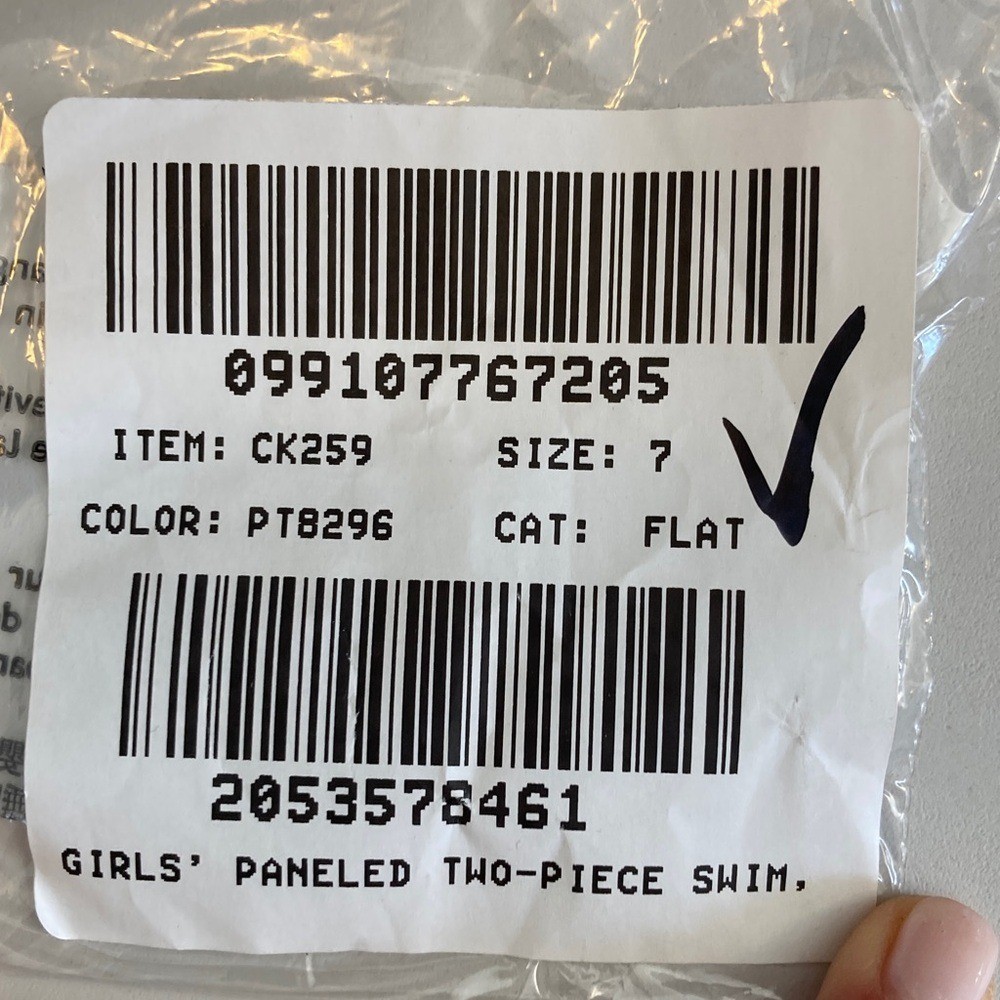 099107767205
ITEM: CK259 SIZE: 7
COLOR: PT8296 CAT: FLAT
2053578461
GIRLS' PANELED TWO-PIECE SWIM,